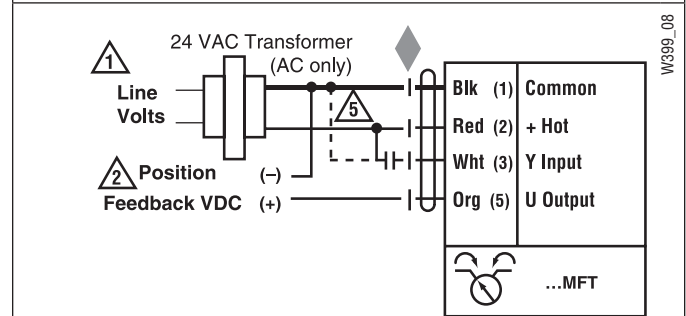 W399_08
24 VAC Transformer
(AC only)
1
Line
Volts
5
Blk (1) Common
Red (2) + Hot
Wht (3) Y Input
2 Position (–)
Feedback VDC (+)
Org (5) U Output
...MFT